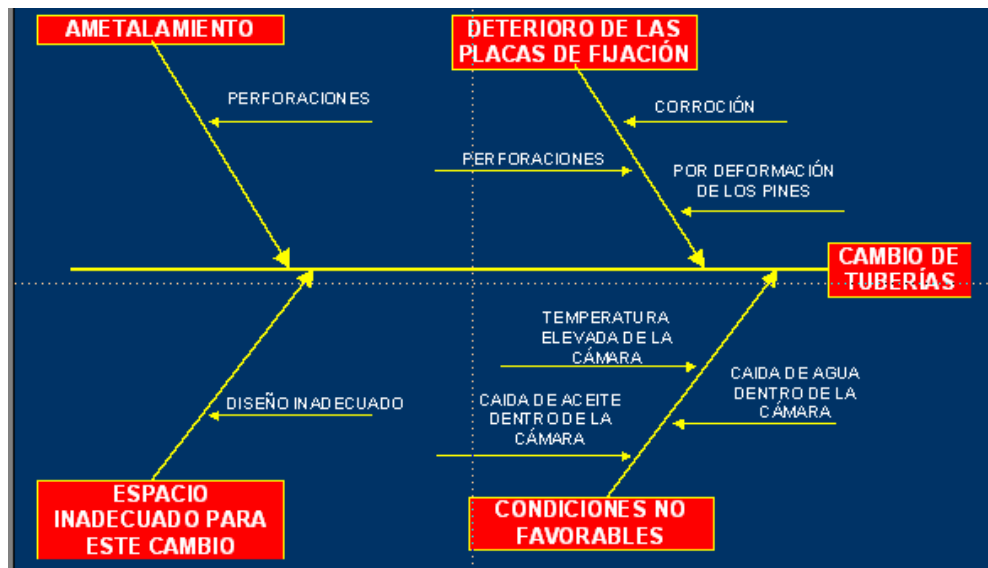 AMETALAMIENTO
DETERIORO DE LAS
PLACAS DE FIJACIÓN
PERFORACIONES
CORROCIÓN
PERFORACIONES
POR DEFORMACIÓN
DE LOS PINES
CAMBIO DE
TUBERÍAS
TEMPERATURA
ELEVADA DE LA
CÁMARA
CAIDA DE AGUA
DENTRO DE LA
CÁMARA
DISEÑO INADECUADO
CAIDA DE ACEITE
DENTRO DE LA
CÁMARA
ESPACIO
INADECUADO PARA
ESTE CAMBIO
CONDICIONES NO
FAVORABLES